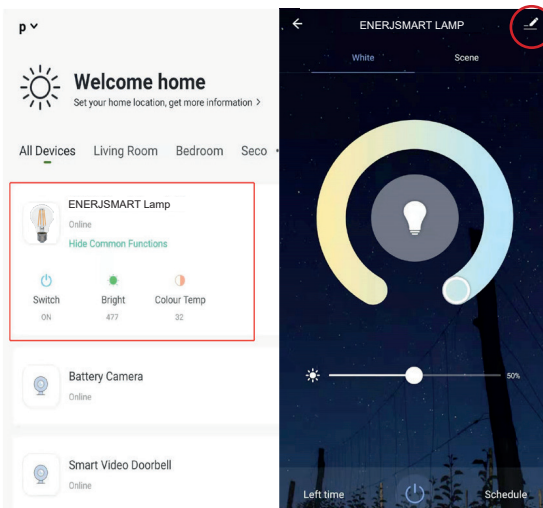 p
Welcome home
Set your home location, get more information >
All Devices Living Room Bedroom Seco
ENERJSMART Lamp
Online
Hide Common Functions
Switch Bright Colour Temp
ON 477 32
Battery Camera
Online
Smart Video Doorbell
Online
ENERJSMART LAMP
White Scene
50%
Left time Schedule